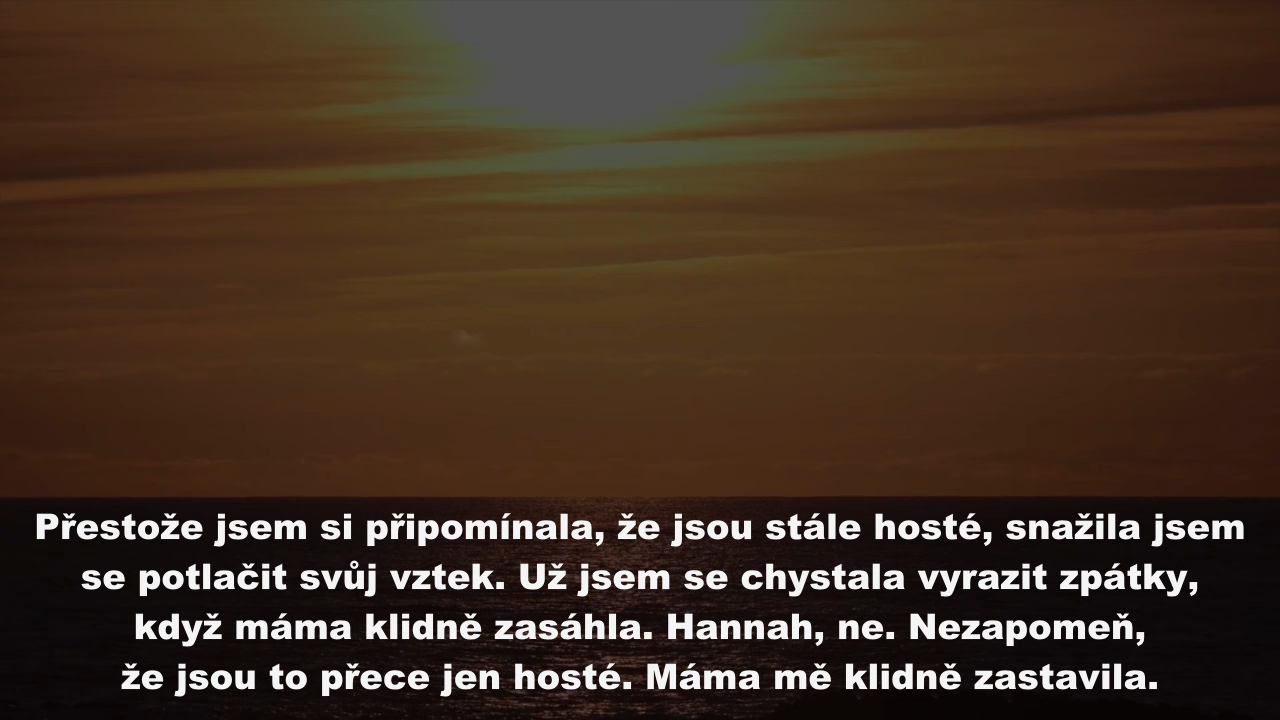 Přestože jsem si připomínala, že jsou stále hosté, snažila jsem
se potlačit svůj vztek. Už jsem se chystala vyrazit zpátky,
když máma klidně zasáhla. Hannah, ne. Nezapomeň,
že jsou to přece jen hosté. Máma mě klidně zastavila.